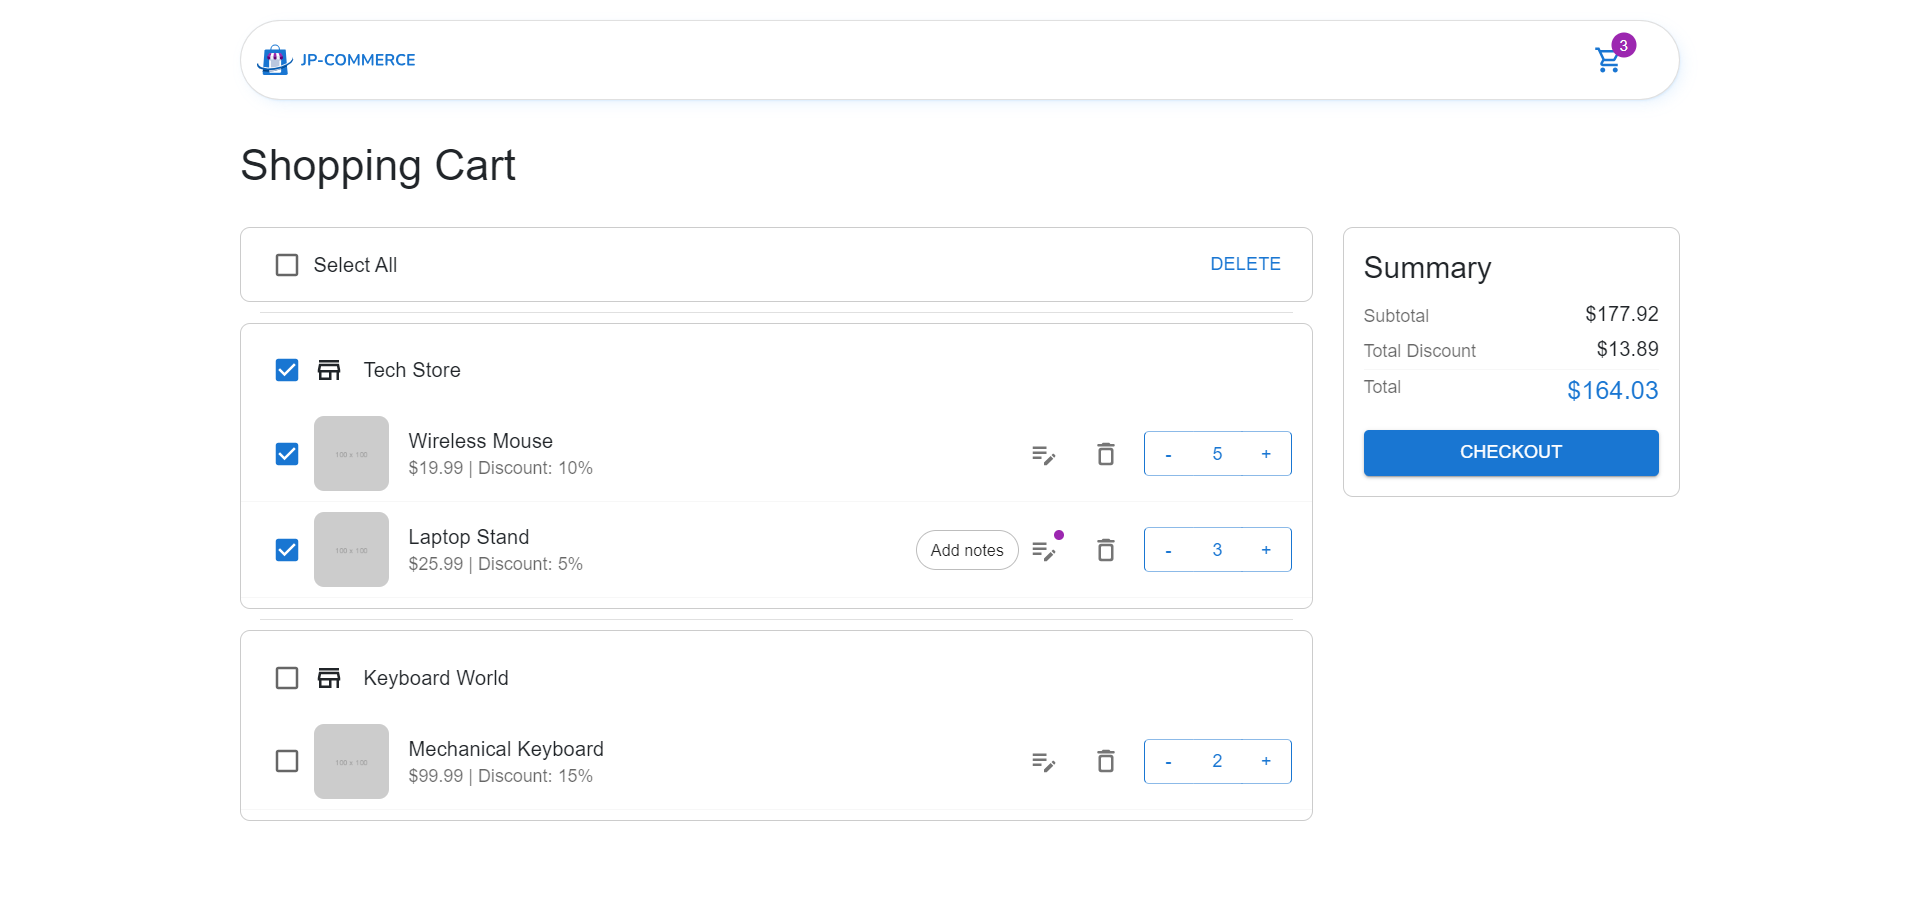 JP-COMMERCE
3
Shopping Cart
Select All
DELETE
Tech Store
100 x 100
Wireless Mouse
$19.99 | Discount: 10%
- 5 +
100 x 100
Laptop Stand
$25.99 | Discount: 5%
Add notes
- 3 +
Keyboard World
100 x 100
Mechanical Keyboard
$99.99 | Discount: 15%
- 2 +
Summary
Subtotal $177.92
Total Discount $13.89
Total $164.03
CHECKOUT